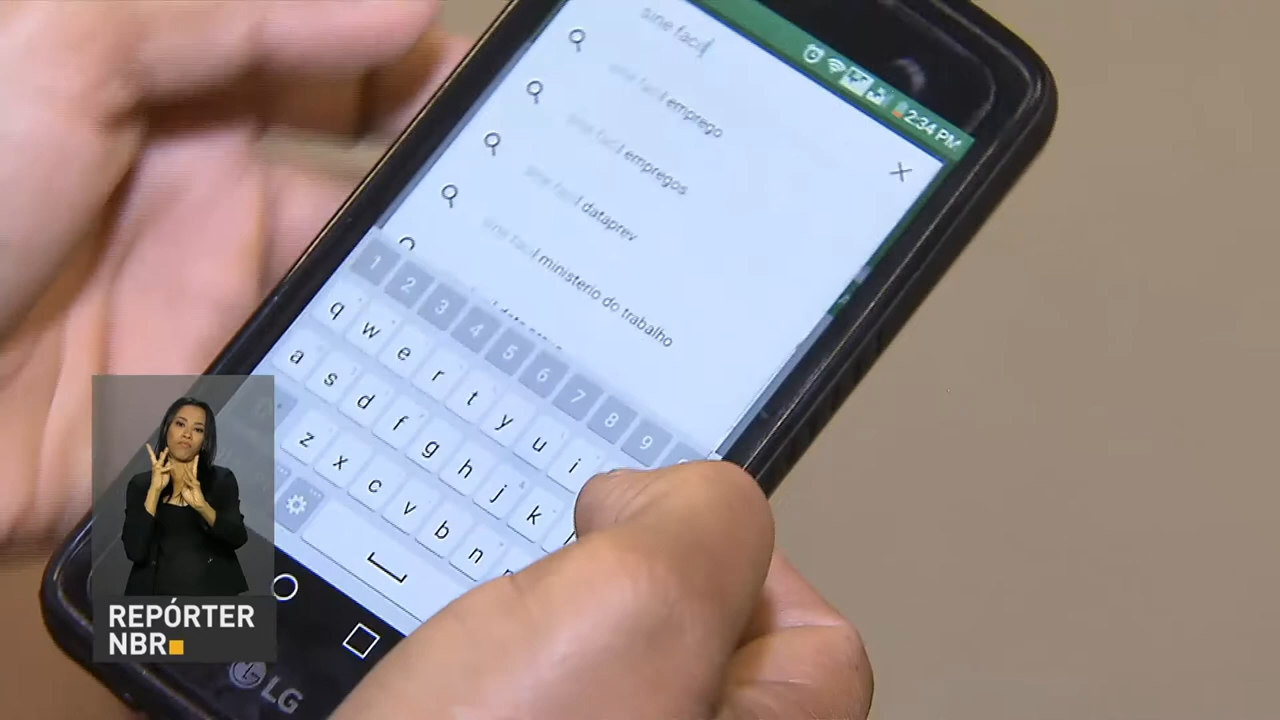 2:34 PM
sine facil
sine facil emprego
sine facil empregos
sine facil dataprev
sine facil ministerio do trabalho
1 2 3 4 5 6 7 8 9
q w e r t y u i
a s d f g h j k
z x c v b n
REPÓRTER
NBR
LG